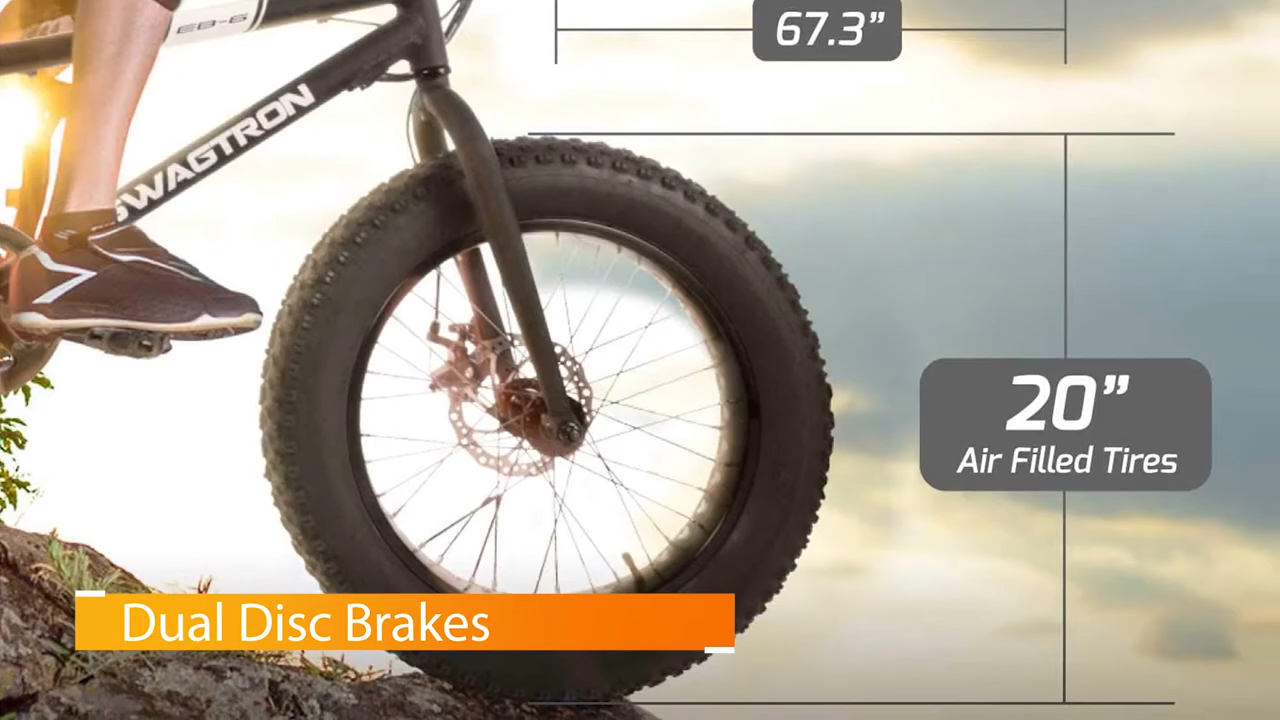 EB-6
67.3”
SWAGTRON
20”
Air Filled Tires
Dual Disc Brakes